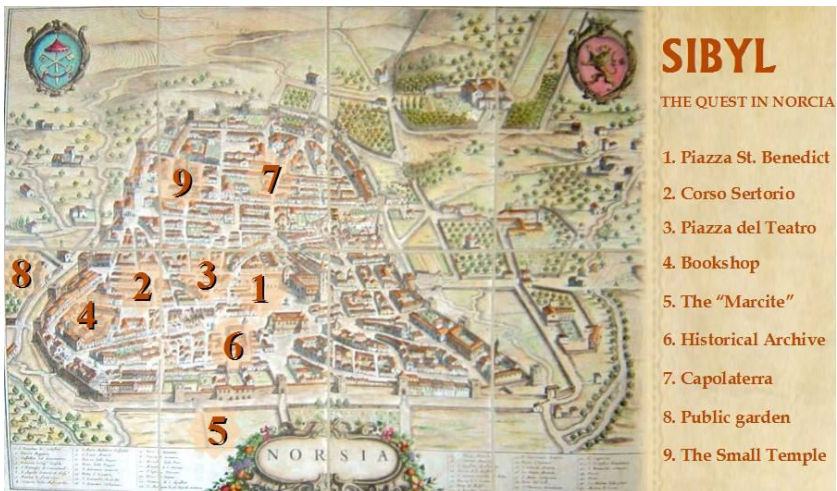 9
7
8
2
3
1
4
6
5
NORSIA
SIBYL
THE QUEST IN NORCIA
1. Piazza St. Benedict
2. Corso Sertorio
3. Piazza del Teatro
4. Bookshop
5. The “Marcite”
6. Historical Archive
7. Capolaterra
8. Public garden
9. The Small Temple